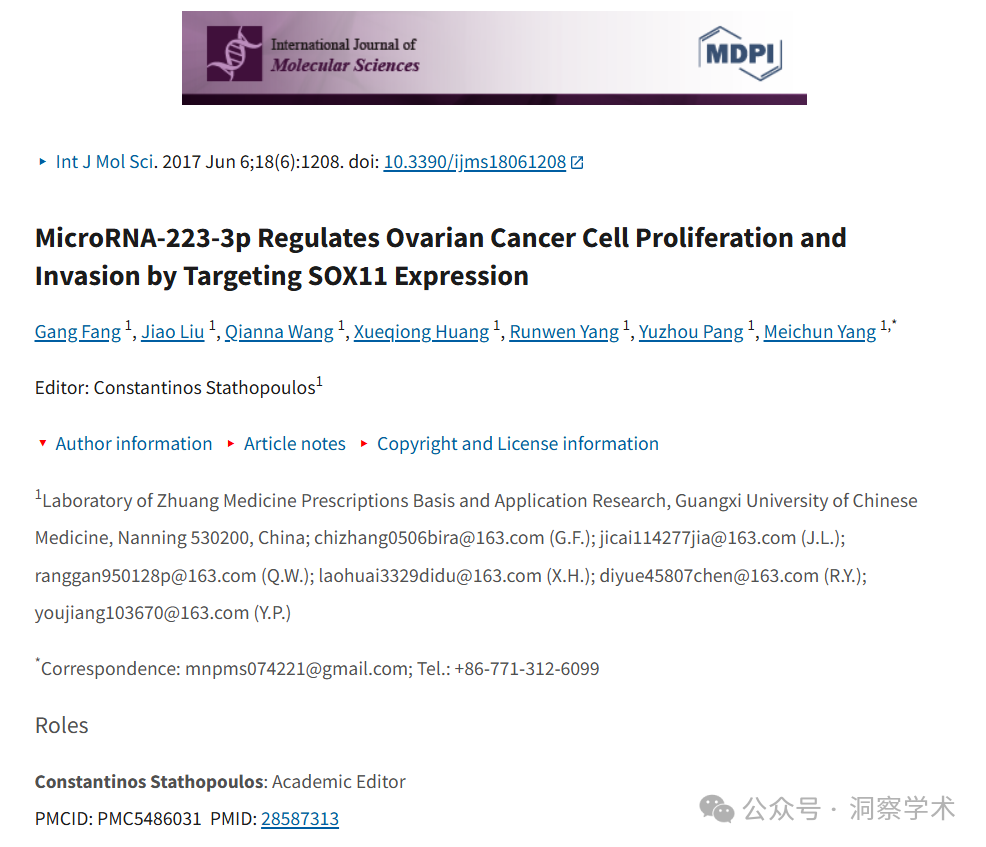 International Journal of
Molecular Sciences
MDPI
Int J Mol Sci. 2017 Jun 6;18(6):1208. doi: 10.3390/ijms18061208
MicroRNA-223-3p Regulates Ovarian Cancer Cell Proliferation and
Invasion by Targeting SOX11 Expression
Gang Fang 1, Jiao Liu 1, Qianna Wang 1, Xueqiong Huang 1, Runwen Yang 1, Yuzhou Pang 1, Meichun Yang 1,*
Editor: Constantinos Stathopoulos1
Author information Article notes Copyright and License information
1Laboratory of Zhuang Medicine Prescriptions Basis and Application Research, Guangxi University of Chinese
Medicine, Nanning 530200, China; chizhang0506bira@163.com (G.F.); jicai114277jia@163.com (J.L.);
ranggan950128p@163.com (Q.W.); laohuai3329didu@163.com (X.H.); diyue45807chen@163.com (R.Y.);
youjiang103670@163.com (Y.P.)
*Correspondence: mnpms074221@gmail.com; Tel.: +86-771-312-6099
Roles
Constantinos Stathopoulos: Academic Editor
PMCID: PMC5486031 PMID: 28587313
公众号 · 洞察学术